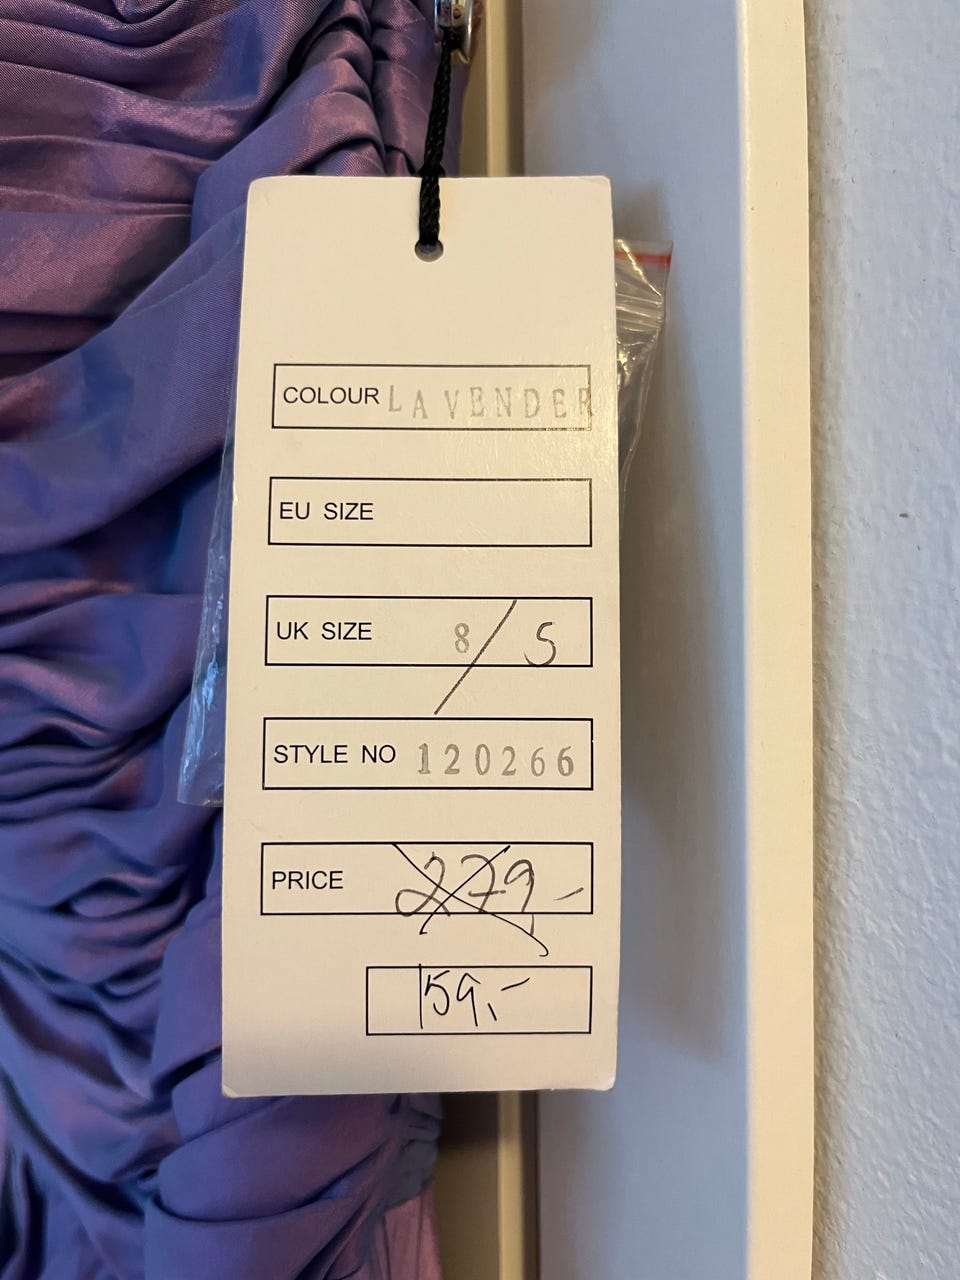 COLOUR LAVENDER
EU SIZE
UK SIZE 8 / S
STYLE NO 120266
PRICE 279,-
159,-